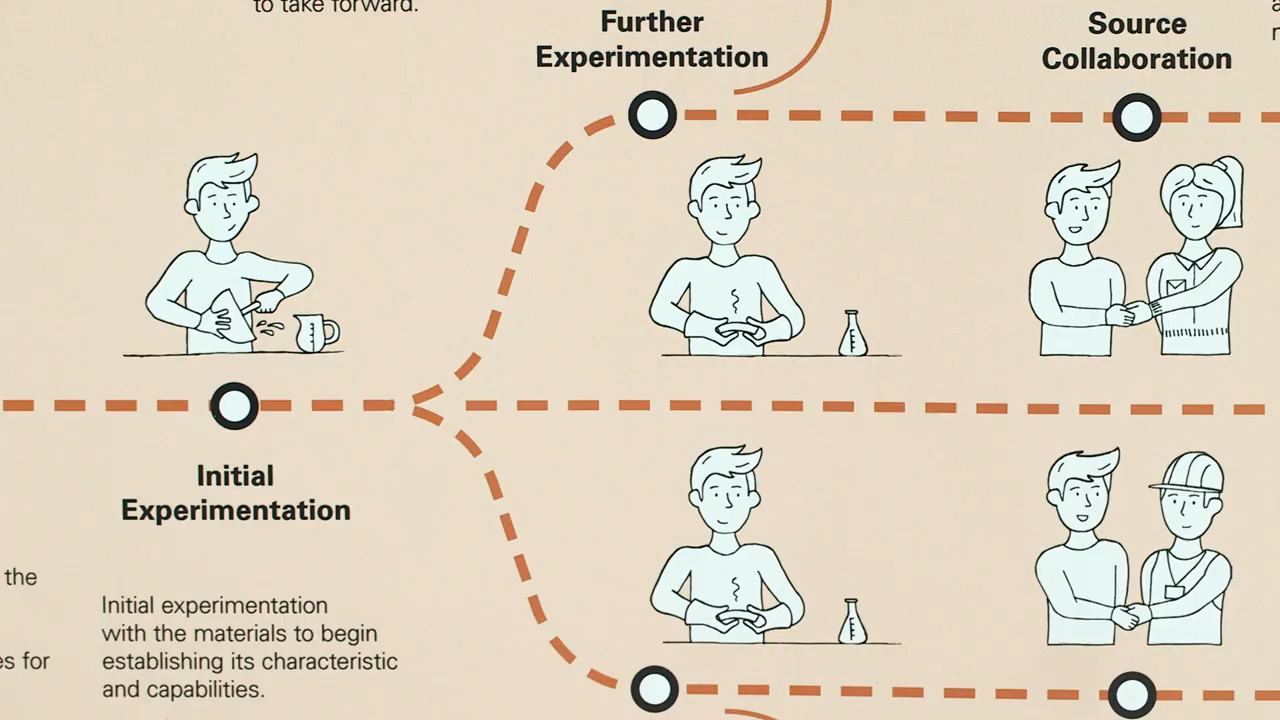 to take forward.
Further
Experimentation
Source
Collaboration
Initial
Experimentation
the
es for
Initial experimentation
with the materials to begin
establishing its characteristic
and capabilities.